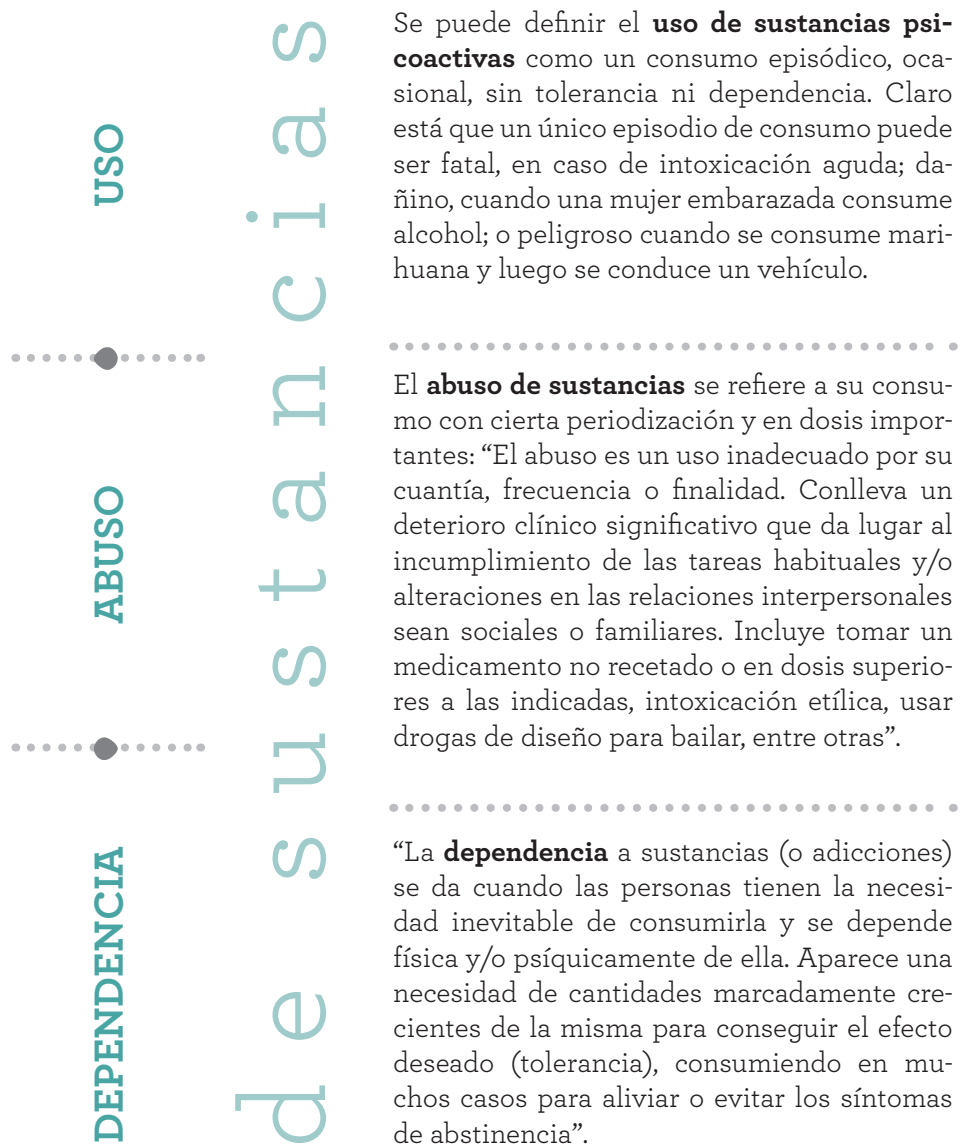 USO
ABUSO
DEPENDENCIA
de sustancias
Se puede definir el uso de sustancias psi-
coactivas como un consumo episódico, oca-
sional, sin tolerancia ni dependencia. Claro
está que un único episodio de consumo puede
ser fatal, en caso de intoxicación aguda; da-
ñino, cuando una mujer embarazada consume
alcohol; o peligroso cuando se consume mari-
huana y luego se conduce un vehículo.
El abuso de sustancias se refiere a su consu-
mo con cierta periodización y en dosis impor-
tantes: “El abuso es un uso inadecuado por su
cuantía, frecuencia o finalidad. Conlleva un
deterioro clínico significativo que da lugar al
incumplimiento de las tareas habituales y/o
alteraciones en las relaciones interpersonales
sean sociales o familiares. Incluye tomar un
medicamento no recetado o en dosis superio-
res a las indicadas, intoxicación etílica, usar
drogas de diseño para bailar, entre otras”.
“La dependencia a sustancias (o adicciones)
se da cuando las personas tienen la necesi-
dad inevitable de consumirla y se depende
física y/o psíquicamente de ella. Aparece una
necesidad de cantidades marcadamente cre-
cientes de la misma para conseguir el efecto
deseado (tolerancia), consumiendo en mu-
chos casos para aliviar o evitar los síntomas
de abstinencia”.